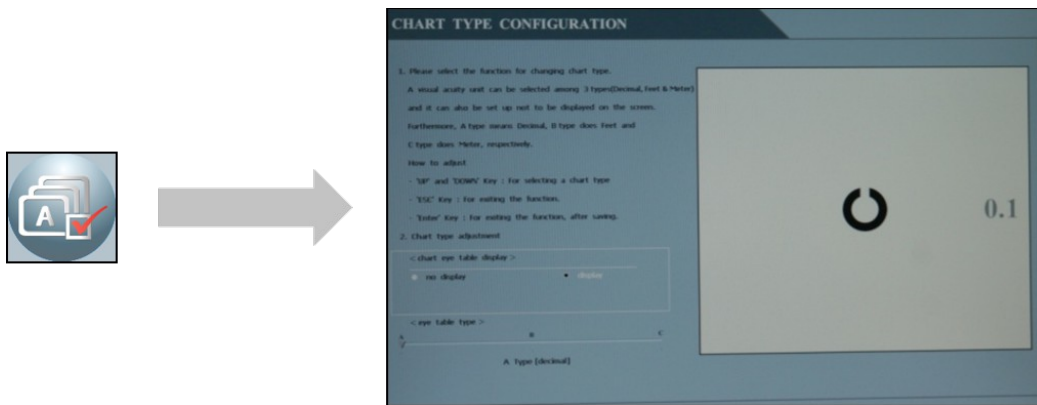 A
CHART TYPE CONFIGURATION
1. Please select the function for changing chart type.
A visual acuity unit can be selected among 3 types(Decimal, Feet & Meter)
and it can also be set up not to be displayed on the screen.
Furthermore, A type means Decimal, B type does Feet and
C type does Meter, respectively.
How to adjust
- 'UP' and 'DOWN' Key : For selecting a chart type
- 'ESC' Key : For exiting the function.
- 'Enter' Key : For exiting the function, after saving.
2. Chart type adjustment
< chart eye table display >
no display
display
< eye table type >
A B C
A Type [decimal]
0.1